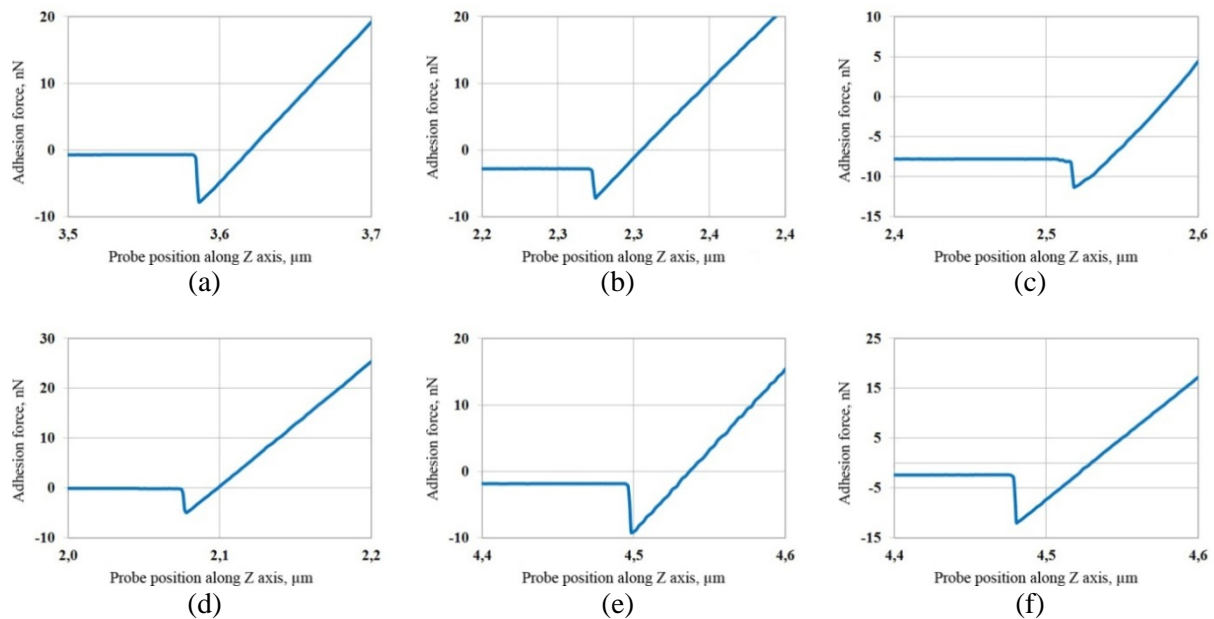 20
10
0
-10
Adhesion force, nN
3,5
3,6
3,7
Probe position along Z axis, µm
(a)
20
10
0
-10
Adhesion force, nN
2,2
2,3
2,3
2,4
2,4
Probe position along Z axis, µm
(b)
10
5
0
-5
-10
-15
Adhesion force, nN
2,4
2,5
2,6
Probe position along Z axis, µm
(c)
30
20
10
0
-10
Adhesion force, nN
2,0
2,1
2,2
Probe position along Z axis, µm
(d)
20
10
0
-10
Adhesion force, nN
4,4
4,5
4,6
Probe position along Z axis, µm
(e)
25
15
5
-5
-15
Adhesion force, nN
4,4
4,5
4,6
Probe position along Z axis, µm
(f)